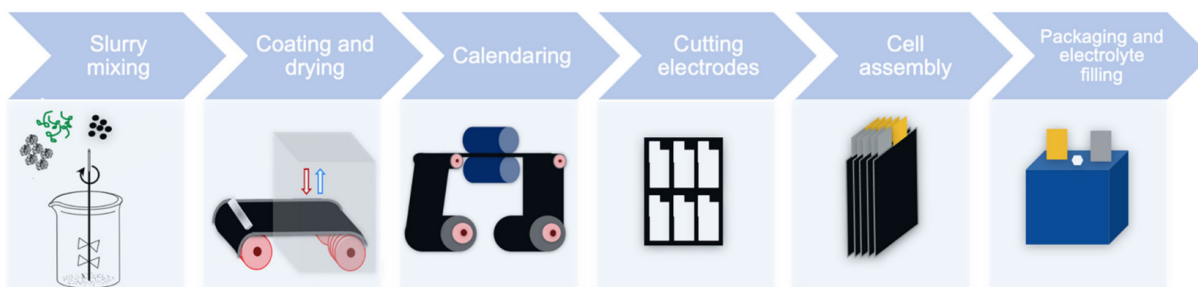 Slurry
mixing
Coating and
drying
Calendaring
Cutting
electrodes
Cell
assembly
Packaging and
electrolyte
filling